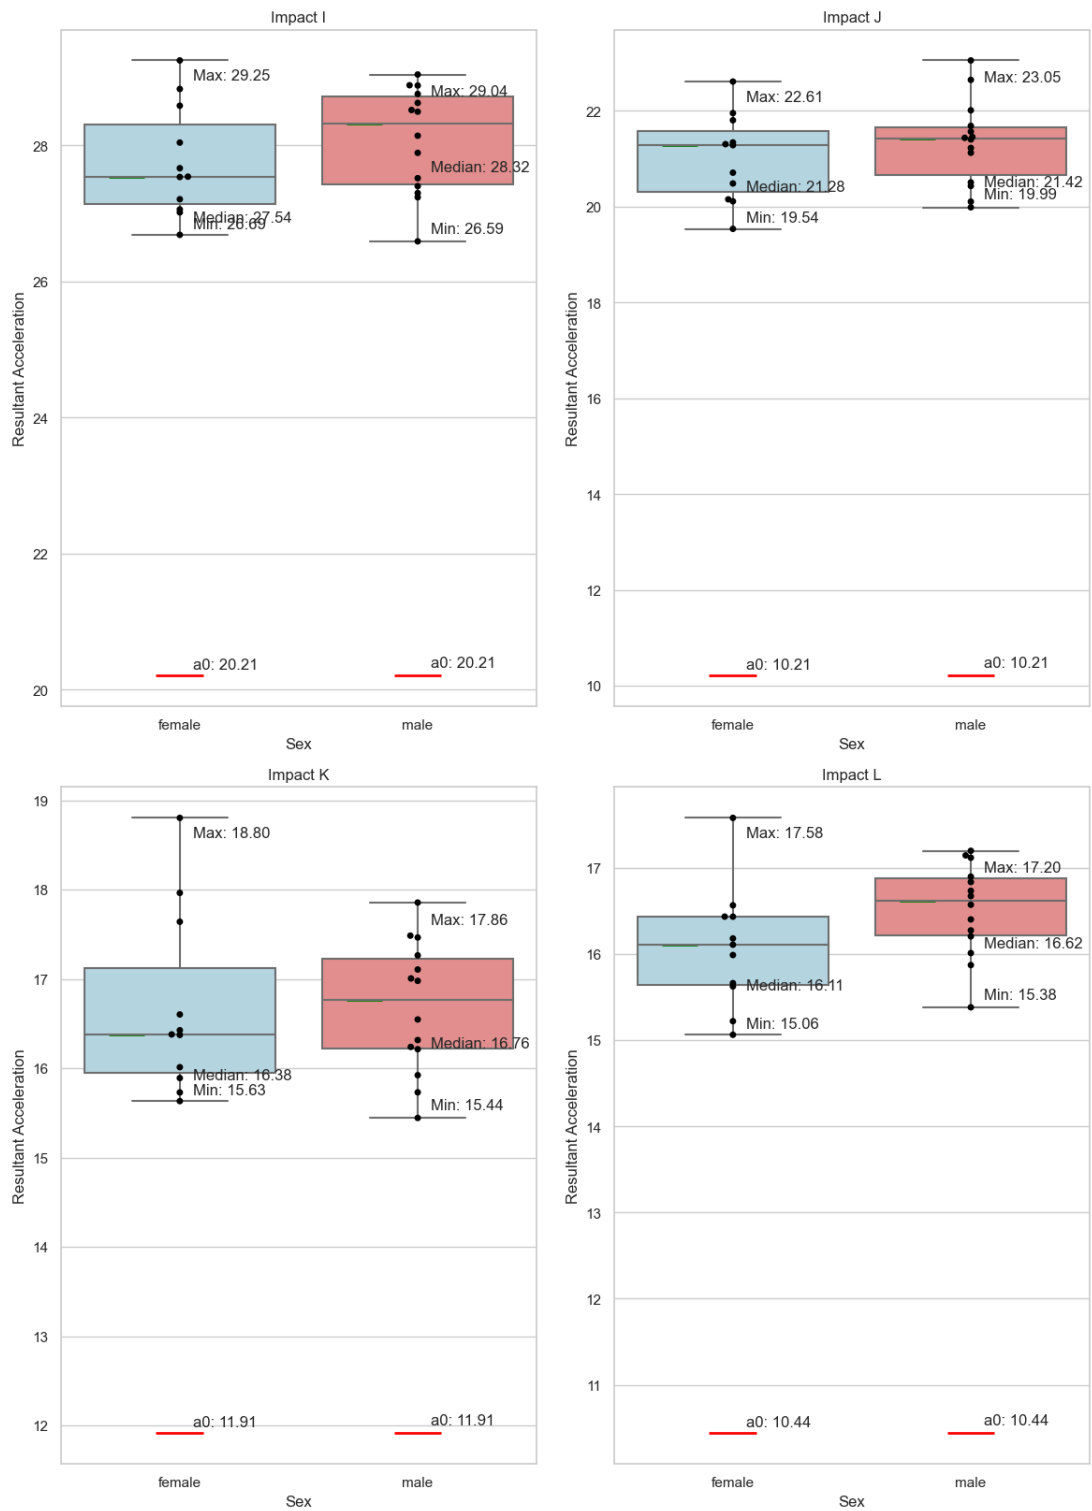 Impact I
Resultant Acceleration
28
26
24
22
20
Max: 29.25
Median: 27.54
Min: 26.69
a0: 20.21
Max: 29.04
Median: 28.32
Min: 26.59
a0: 20.21
female
male
Sex
Impact J
Resultant Acceleration
22
20
18
16
14
12
10
Max: 22.61
Median: 21.28
Min: 19.54
a0: 10.21
Max: 23.05
Median: 21.42
Min: 19.99
a0: 10.21
female
male
Sex
Impact K
Resultant Acceleration
19
18
17
16
15
14
13
12
Max: 18.80
Median: 16.38
Min: 15.63
a0: 11.91
Max: 17.86
Median: 16.76
Min: 15.44
a0: 11.91
female
male
Sex
Impact L
Resultant Acceleration
17
16
15
14
13
12
11
Max: 17.58
Median: 16.11
Min: 15.06
a0: 10.44
Max: 17.20
Median: 16.62
Min: 15.38
a0: 10.44
female
male
Sex